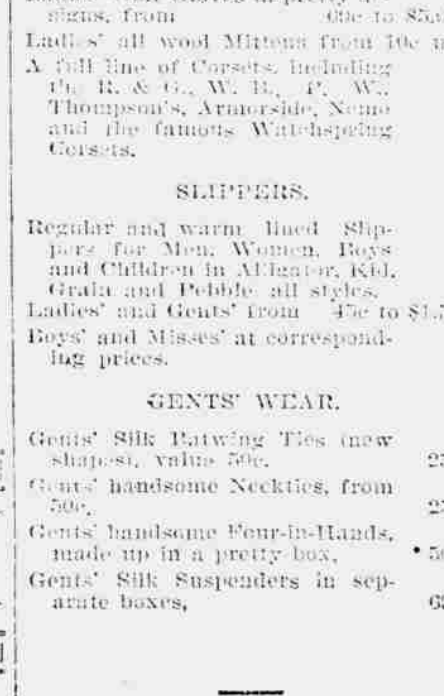 signs, from 69c to
Ladies' all wool Mittens from 19c
A full line of Corsets, including
the R. & G., W. B., P. W.,
Thompson's, Armorside, Nemo
and the famous Watchspring
Corsets.
SLIPPERS.
Regular and warm lined Slip-
pers for Men, Women, Boys
and Children in Alligator, Kid,
Grain and Pebble, all styles.
Ladies' and Gents' from 45c to
Boys' and Misses' at correspond-
ing prices.
GENTS' WEAR.
Gents' Silk Batwing Ties (new
shapes), value 50c.
Gents' handsome Neckties, from
50c.
Gents' handsome Four-in-Hands,
made up in a pretty box,
Gents' Silk Suspenders in sep-
arate boxes,